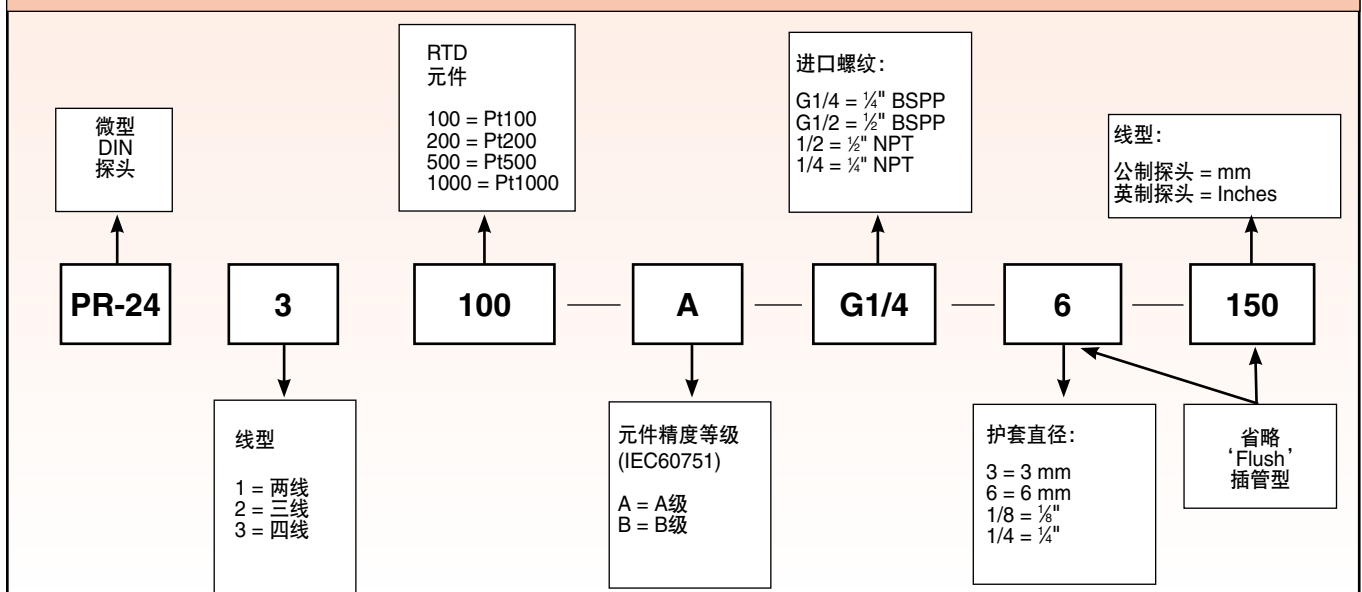 RTD
元件
100 = Pt100
200 = Pt200
500 = Pt500
1000 = Pt1000
进口螺纹：
G1/4 = ¼" BSPP
G1/2 = ½" BSPP
1/2 = ½" NPT
1/4 = ¼" NPT
微型
DIN
探头
线型：
公制探头 = mm
英制探头 = Inches
PR-24 3 100 — A — G1/4 — 6 — 150
线型
1 = 两线
2 = 三线
3 = 四线
元件精度等级
(IEC60751)
A = A级
B = B级
护套直径：
3 = 3 mm
6 = 6 mm
1/8 = ⅛"
1/4 = ¼"
省略
‘Flush’
插管型